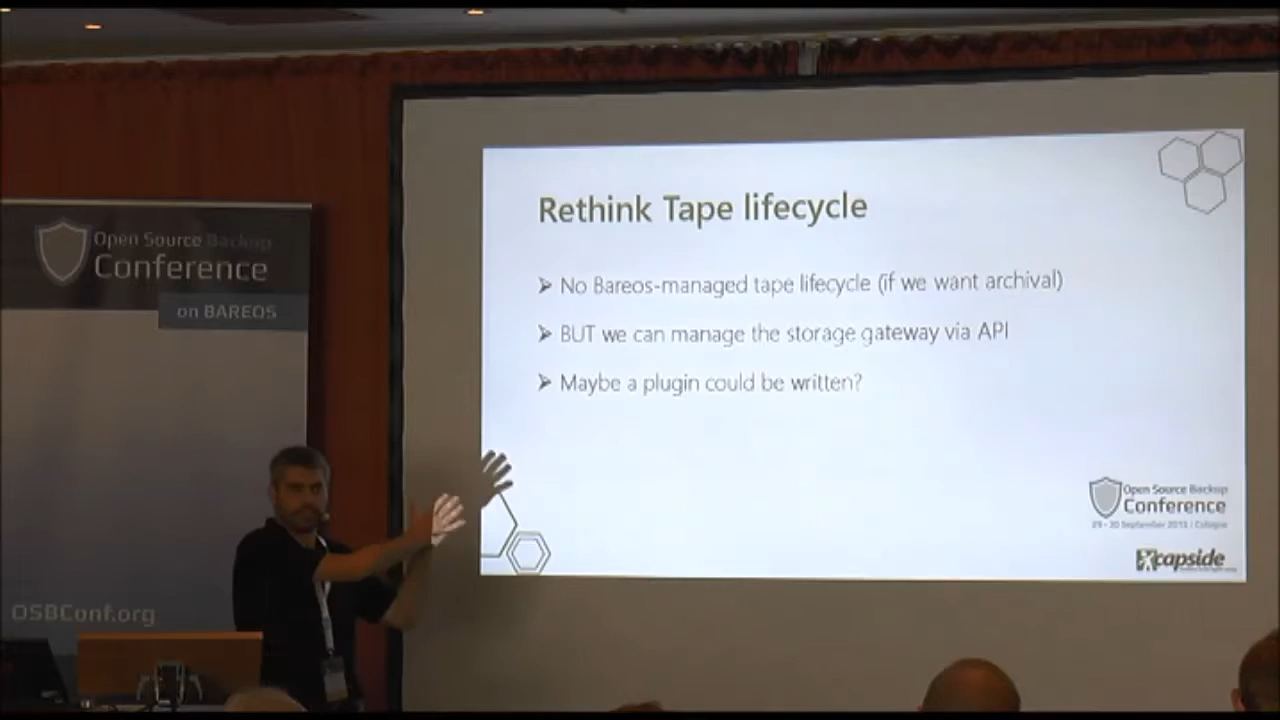 Open Source Backup
Conference
on BAREOS
OSBConf.org
Rethink Tape lifecycle
➤ No Bareos-managed tape lifecycle (if we want archival)
➤ BUT we can manage the storage gateway via API
➤ Maybe a plugin could be written?
Open Source Backup
Conference
capside